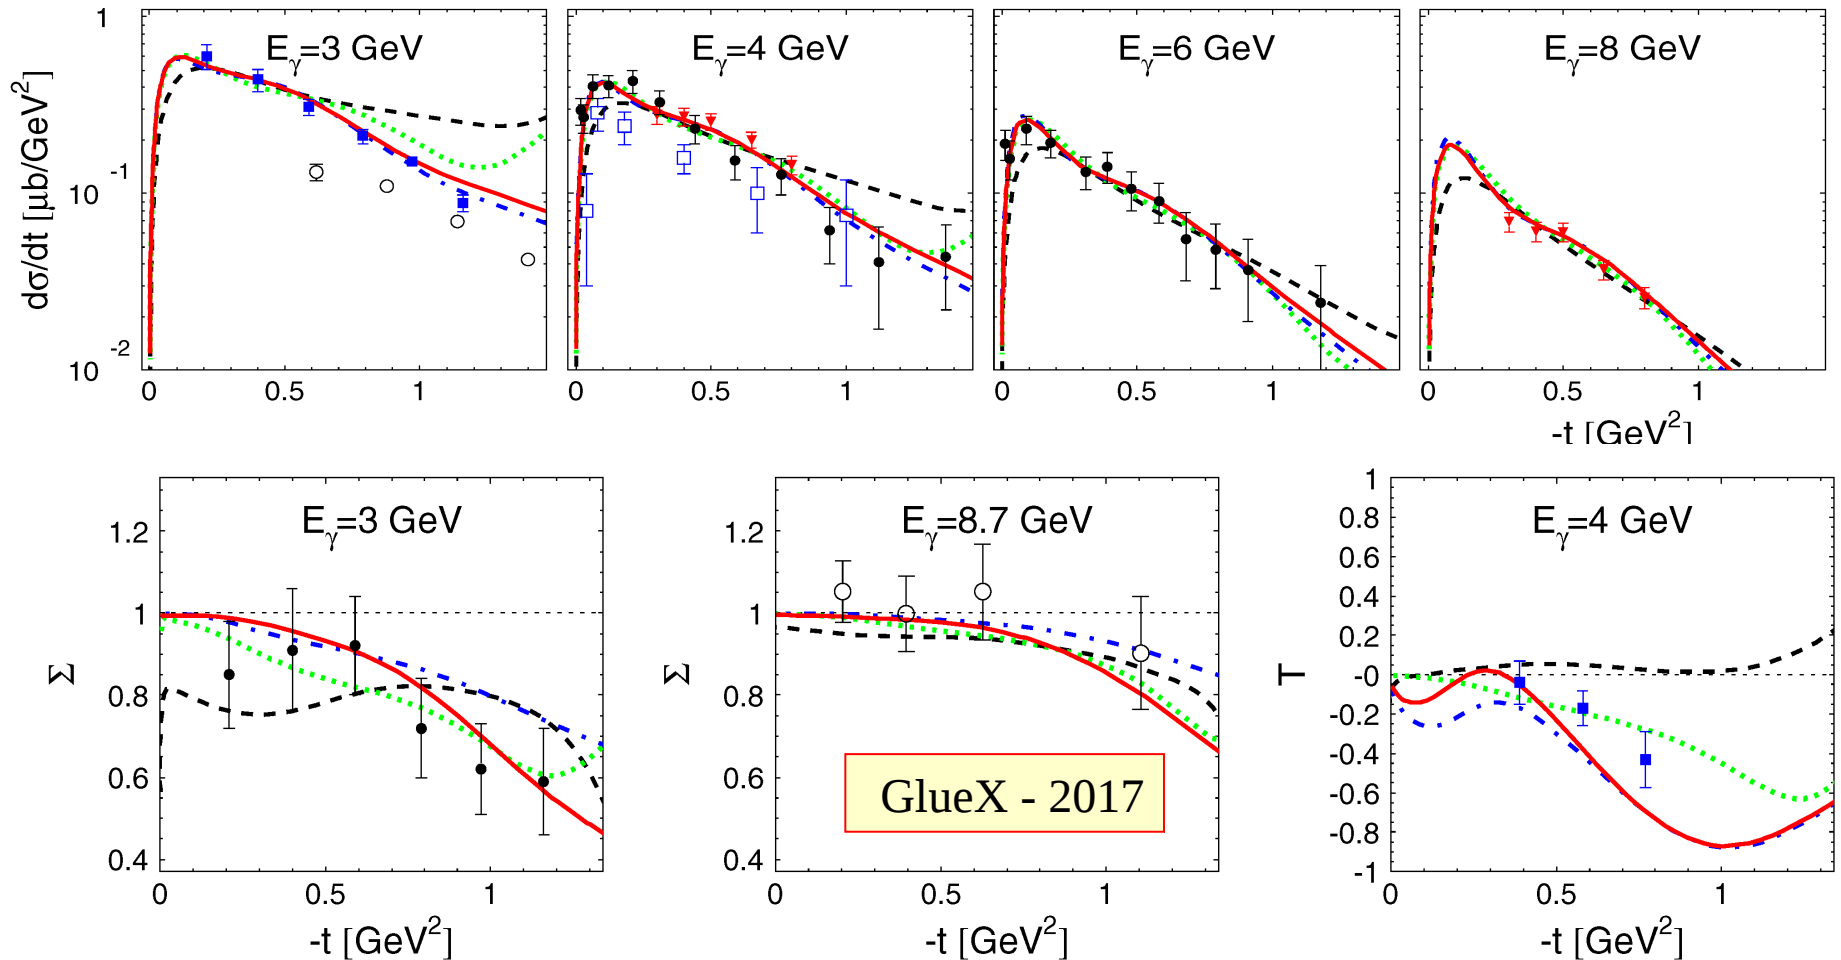 1
10⁻¹
10⁻²
dσ/dt [μb/GeV²]
Eγ=3 GeV
Eγ=4 GeV
Eγ=6 GeV
Eγ=8 GeV
0 0.5 1
0 0.5 1
0 0.5 1
0 0.5 1
-t [GeV²]
Σ
1.2
1
0.8
0.6
0.4
Eγ=3 GeV
0 0.5 1
-t [GeV²]
Σ
1.2
1
0.8
0.6
0.4
Eγ=8.7 GeV
GlueX - 2017
0 0.5 1
-t [GeV²]
T
1
0.8
0.6
0.4
0.2
-0
-0.2
-0.4
-0.6
-0.8
-1
Eγ=4 GeV
0 0.5 1
-t [GeV²]